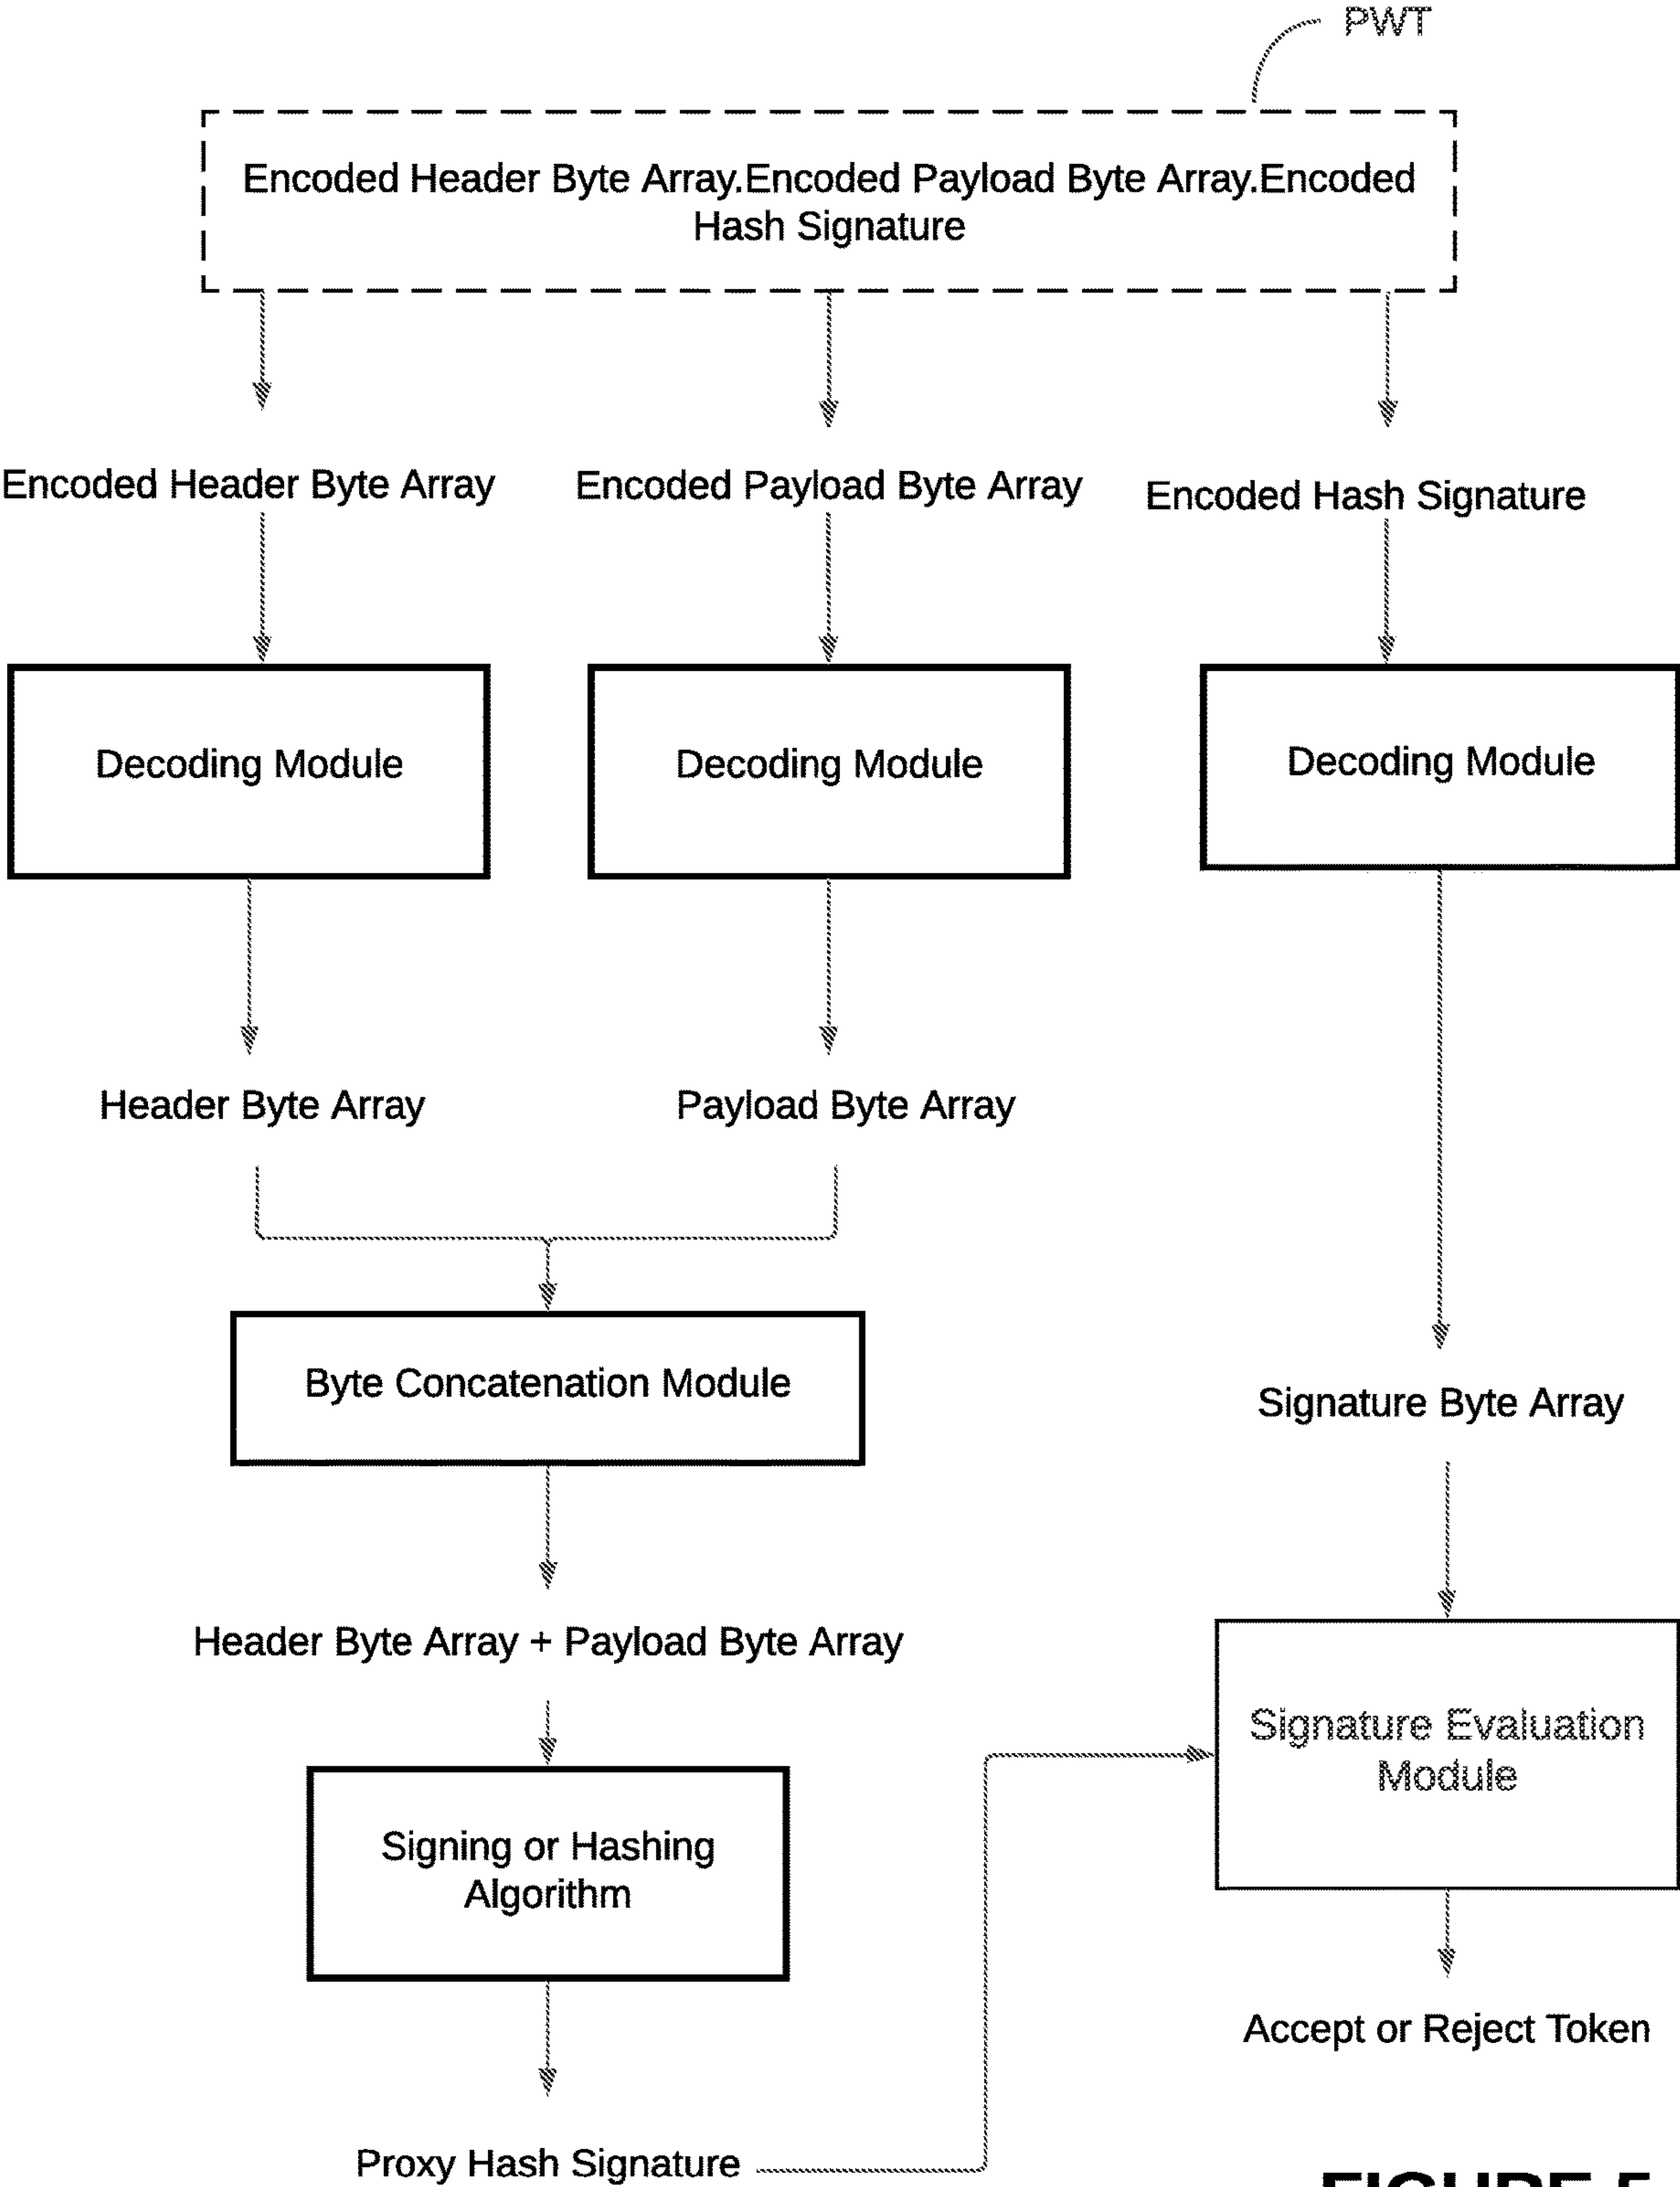 PWT
Encoded Header Byte Array.Encoded Payload Byte Array.Encoded
Hash Signature
Encoded Header Byte Array
Encoded Payload Byte Array
Encoded Hash Signature
Decoding Module
Decoding Module
Decoding Module
Header Byte Array
Payload Byte Array
Byte Concatenation Module
Signature Byte Array
Header Byte Array + Payload Byte Array
Signature Evaluation
Module
Signing or Hashing
Algorithm
Accept or Reject Token
Proxy Hash Signature
FIGURE 5